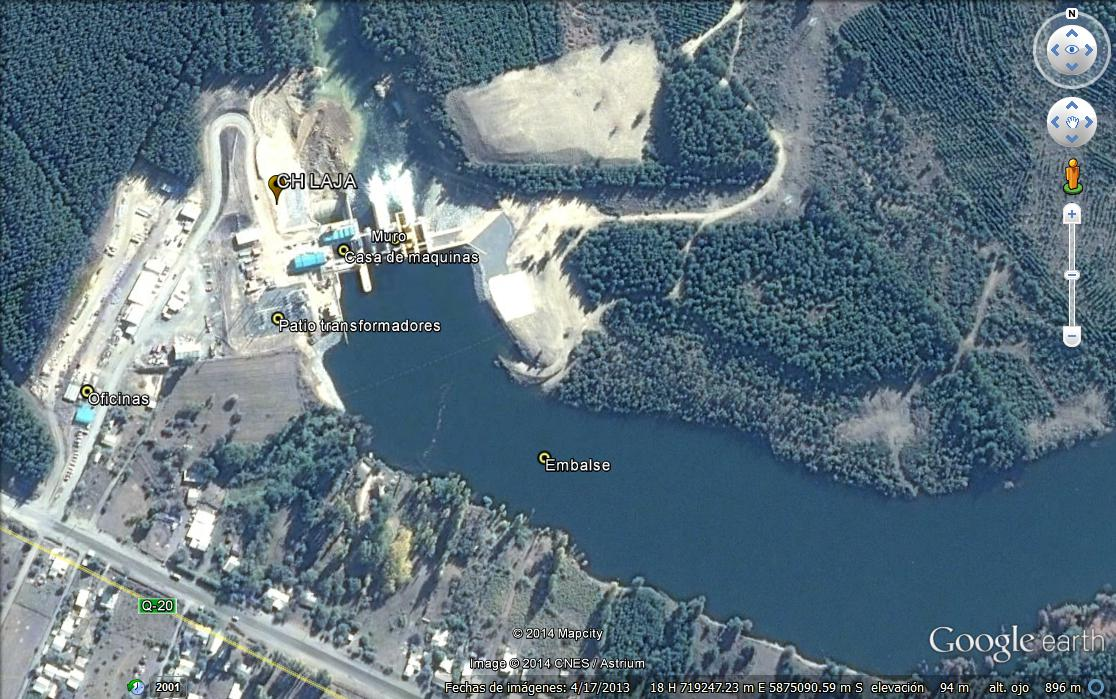 N
CH LAJA
Muro
Casa de maquinas
Patio transformadores
Oficinas
Embalse
Q-20
© 2014 Mapcity
Google earth
Image © 2014 CNES / Astrium
2001
Fechas de imágenes: 4/17/2013 18 H 719247.23 m E 5875090.59 m S elevación 94 m alt. ojo 896 m